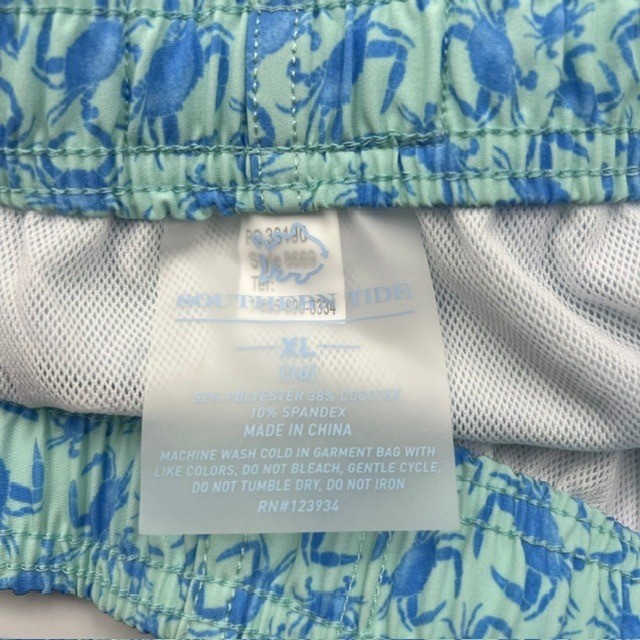 SOUTHERN TIDE
XL
52% POLYESTER 38% COOLTEX
10% SPANDEX
MADE IN CHINA
MACHINE WASH COLD IN GARMENT BAG WITH
LIKE COLORS, DO NOT BLEACH, GENTLE CYCLE,
DO NOT TUMBLE DRY, DO NOT IRON
RN#123934